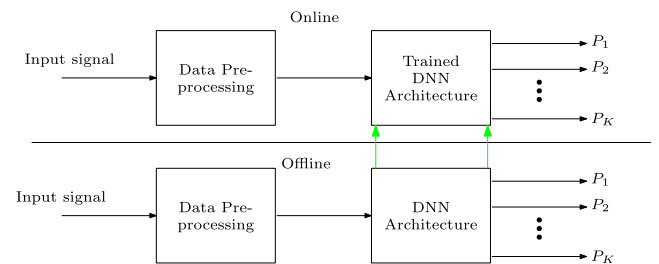 Online
Input signal
Data Pre-
processing
Trained
DNN
Architecture
P1
P2
PK
Offline
Input signal
Data Pre-
processing
DNN
Architecture
P1
P2
PK